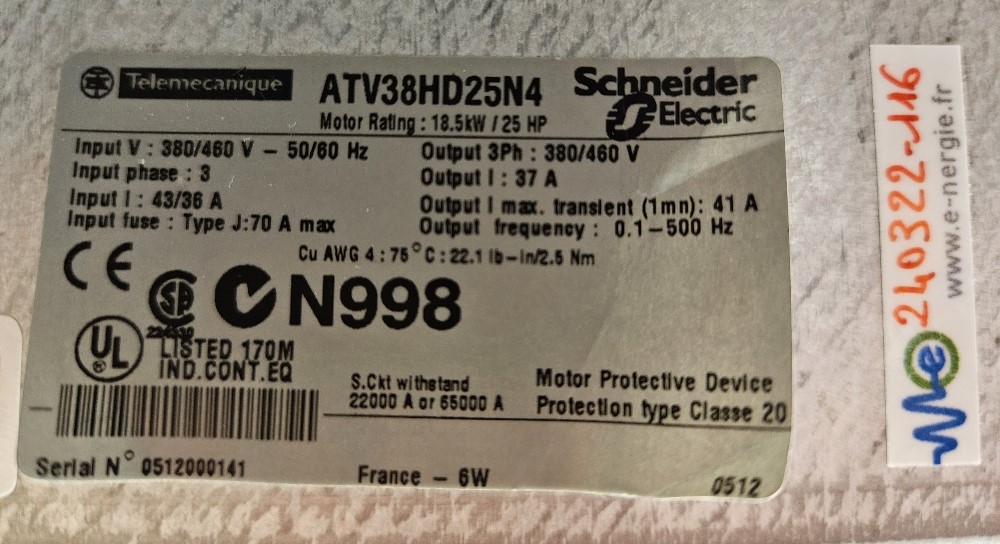 Telemecanique
ATV38HD25N4
Schneider
Electric
Motor Rating : 18.5kW / 25 HP
Input V : 380/460 V – 50/60 Hz
Input phase : 3
Input I : 43/36 A
Input fuse : Type J:70 A max
Output 3Ph : 380/460 V
Output I : 37 A
Output I max. transient (1mn): 41 A
Output frequency : 0.1–500 Hz
Cu AWG 4 : 75°C : 22.1 lb–in/2.5 Nm
CE
N998
UL
LISTED 170M
IND.CONT.EQ
S.Ckt withstand
22000 A or 65000 A
Motor Protective Device
Protection type Classe 20
Serial N° 0512000141
France – 6W
0512
240322-116
www.e-nergie.fr